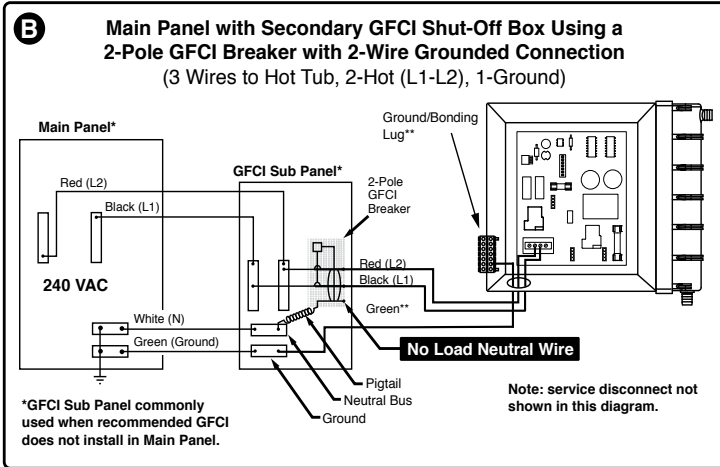 B
Main Panel with Secondary GFCI Shut-Off Box Using a
2-Pole GFCI Breaker with 2-Wire Grounded Connection
(3 Wires to Hot Tub, 2-Hot (L1-L2), 1-Ground)
Main Panel*
Red (L2)
Black (L1)
240 VAC
White (N)
Green (Ground)
GFCI Sub Panel*
2-Pole
GFCI
Breaker
Ground/Bonding
Lug**
Red (L2)
Black (L1)
Green**
No Load Neutral Wire
Pigtail
Neutral Bus
Ground
*GFCI Sub Panel commonly
used when recommended GFCI
does not install in Main Panel.
Note: service disconnect not
shown in this diagram.